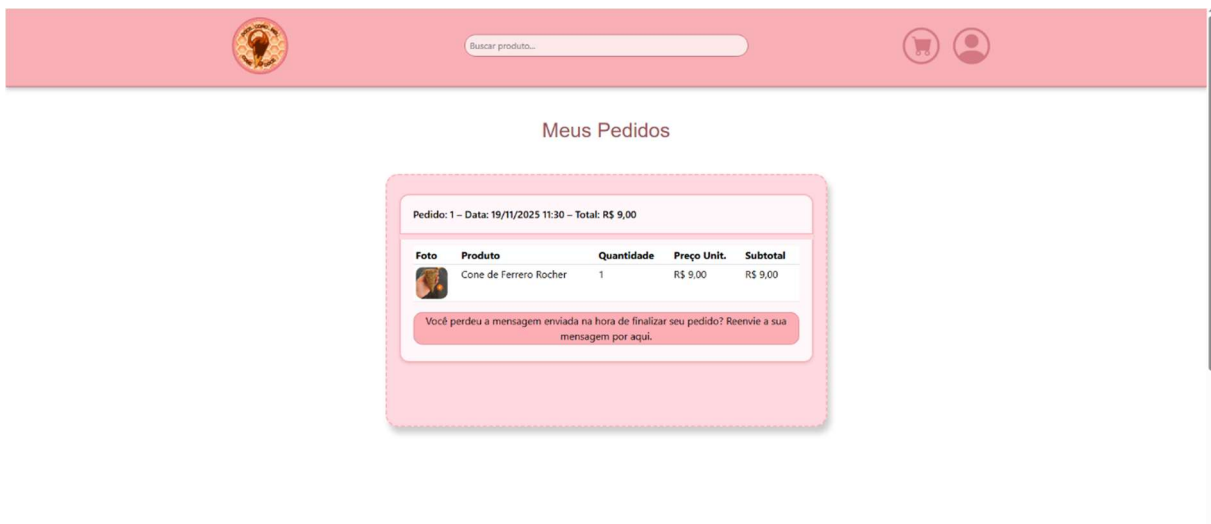 Buscar produto...
Meus Pedidos
Pedido: 1 – Data: 19/11/2025 11:30 – Total: R$ 9,00
Foto Produto Quantidade Preço Unit. Subtotal
Cone de Ferrero Rocher 1 R$ 9,00 R$ 9,00
Você perdeu a mensagem enviada na hora de finalizar seu pedido? Reenvie a sua
mensagem por aqui.